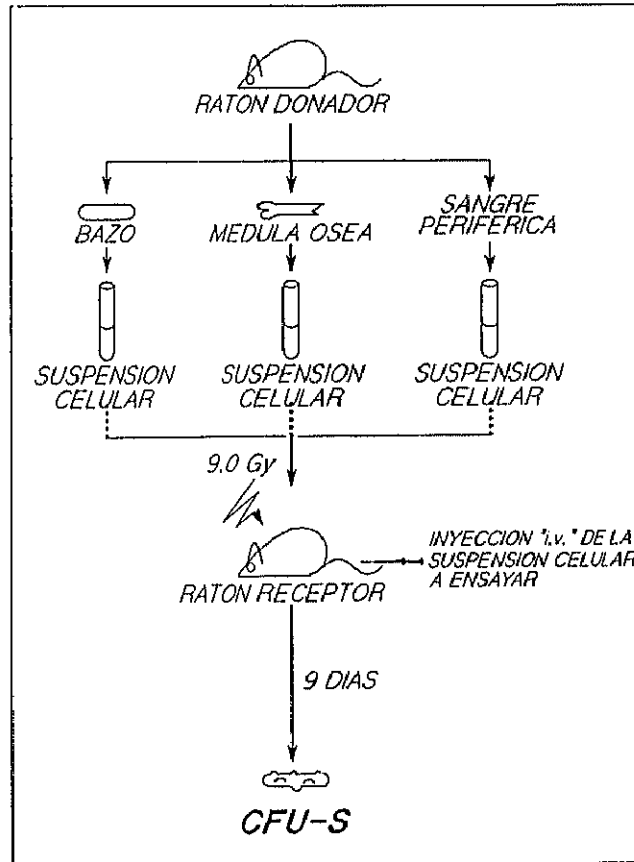 RATON DONADOR
BAZO
MEDULA OSEA
SANGRE
PERIFERICA
SUSPENSION
CELULAR
SUSPENSION
CELULAR
SUSPENSION
CELULAR
9.0 Gy
INYECCION "i.v." DE LA
SUSPENSION CELULAR
A ENSAYAR
RATON RECEPTOR
9 DIAS
CFU-S